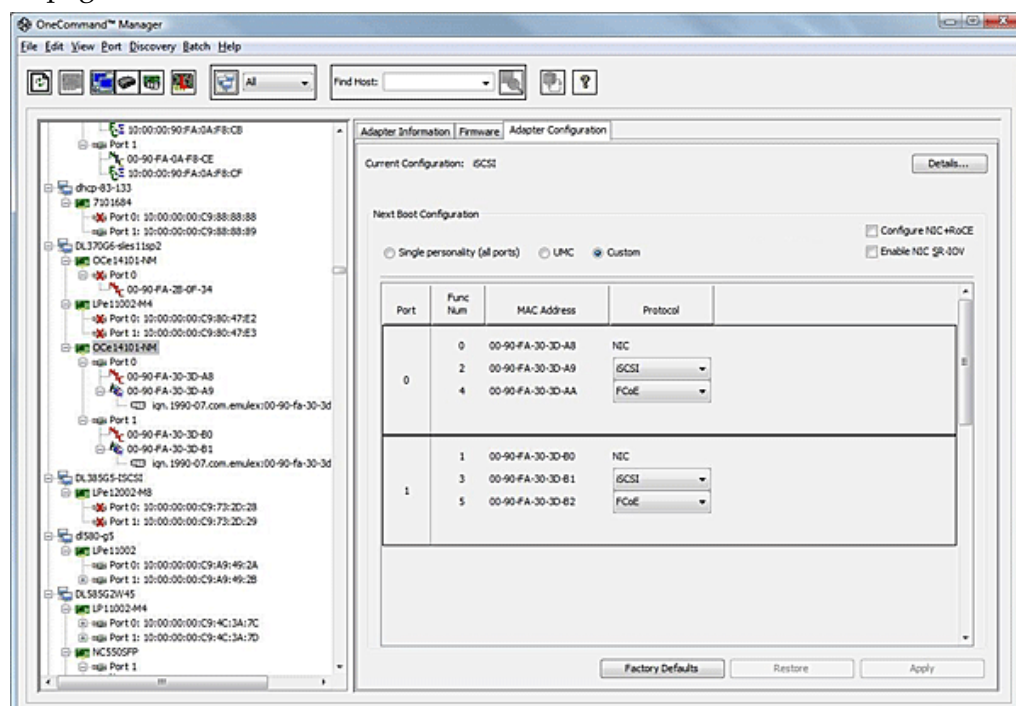 OneCommand™ Manager
File Edit View Port Discovery Batch Help
All
Find Host:
10:00:00:90:FA:0A:F8:CB
Port 1
00-90-FA-0A-F8-CE
10:00:00:90:FA:0A:F8:CF
dhcp-83-133
7101684
Port 0: 10:00:00:00:C9:88:88:88
Port 1: 10:00:00:00:C9:88:88:89
DL370G6-sles11sp2
OCe14101-NM
Port 0
00-90-FA-28-0F-34
LPe11002-M4
Port 0: 10:00:00:00:C9:80:47:E2
Port 1: 10:00:00:00:C9:80:47:E3
OCe14101-NM
Port 0
00-90-FA-30-3D-A8
00-90-FA-30-3D-A9
iqn.1990-07.com.emulex:00-90-fa-30-3d
Port 1
00-90-FA-30-3D-B0
00-90-FA-30-3D-B1
iqn.1990-07.com.emulex:00-90-fa-30-3d
DL385G5-ISCSI
LPe12002-M8
Port 0: 10:00:00:00:C9:73:2D:28
Port 1: 10:00:00:00:C9:73:2D:29
dl580-g5
LPe11002
Port 0: 10:00:00:00:C9:A9:49:2A
Port 1: 10:00:00:00:C9:A9:49:2B
DL585G2W45
LP11002-M4
Port 0: 10:00:00:00:C9:4C:3A:7C
Port 1: 10:00:00:00:C9:4C:3A:7D
NC550SFP
Port 1
Adapter Information Firmware Adapter Configuration
Current Configuration: iSCSI Details...
Next Boot Configuration
Configure NIC+RoCE
Single personality (all ports) UMC Custom Enable NIC SR-IOV
Port Func Num MAC Address Protocol
0 00-90-FA-30-3D-A8 NIC
2 00-90-FA-30-3D-A9 iSCSI
0
4 00-90-FA-30-3D-AA FCoE
1 00-90-FA-30-3D-B0 NIC
3 00-90-FA-30-3D-B1 iSCSI
1
5 00-90-FA-30-3D-B2 FCoE
Factory Defaults Restore Apply